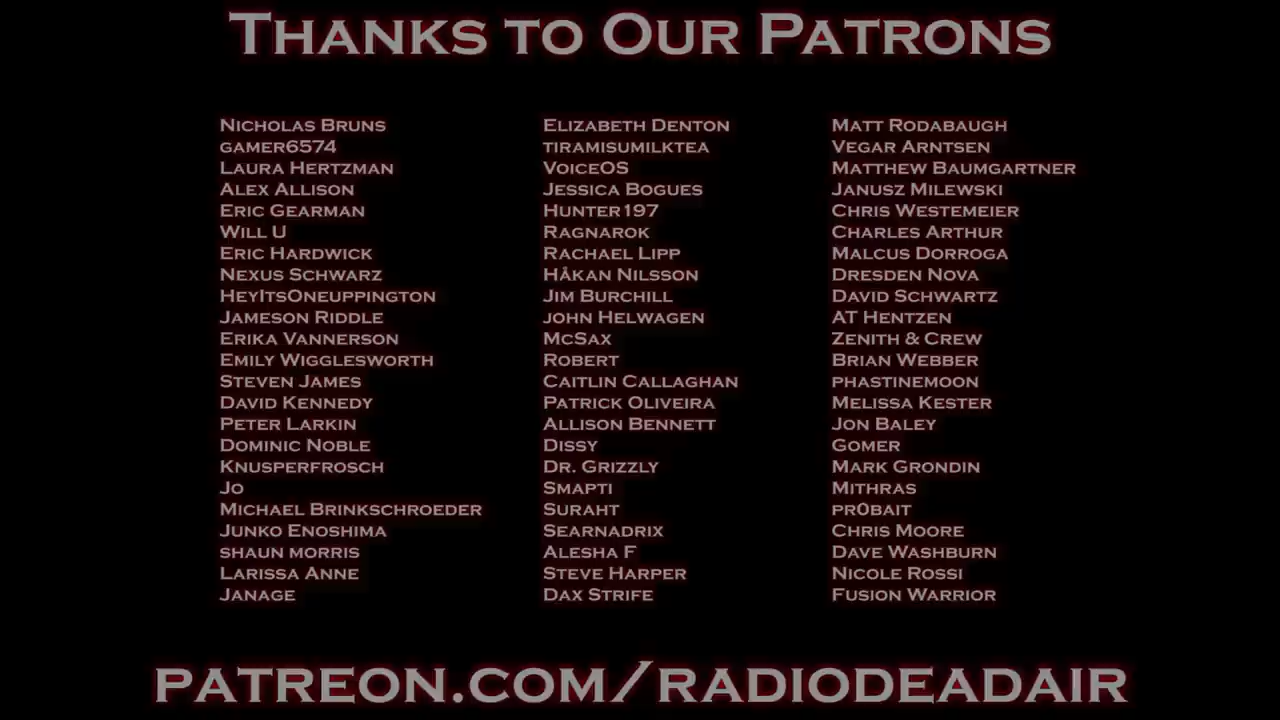 Thanks to Our Patrons
Nicholas Bruns
gamer6574
Laura Hertzman
Alex Allison
Eric Gearman
Will U
Eric Hardwick
Nexus Schwarz
HeyItsOneuppington
Jameson Riddle
Erika Vannerson
Emily Wigglesworth
Steven James
David Kennedy
Peter Larkin
Dominic Noble
Knusperfrosch
Jo
Michael Brinkschroeder
Junko Enoshima
shaun morris
Larissa Anne
Janage
Elizabeth Denton
tiramisumilktea
VoiceOS
Jessica Bogues
Hunter197
Ragnarok
Rachael Lipp
Håkan Nilsson
Jim Burchill
john Helwagen
McSax
Robert
Caitlin Callaghan
Patrick Oliveira
Allison Bennett
Dissy
Dr. Grizzly
Smapti
Suraht
Searnadrix
Alesha F
Steve Harper
Dax Strife
Matt Rodabaugh
Vegar Arntsen
Matthew Baumgartner
Janusz Milewski
Chris Westemeier
Charles Arthur
Malcus Dorroga
Dresden Nova
David Schwartz
AT Hentzen
Zenith & Crew
Brian Webber
phastinemoon
Melissa Kester
Jon Baley
Gomer
Mark Grondin
Mithras
pr0bait
Chris Moore
Dave Washburn
Nicole Rossi
Fusion Warrior
patreon.com/radiodeadair